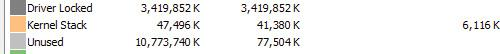 Driver Locked 3,419,852 K 3,419,852 K
Kernel Stack 47,496 K 41,380 K 6,116 K
Unused 10,773,740 K 77,504 K